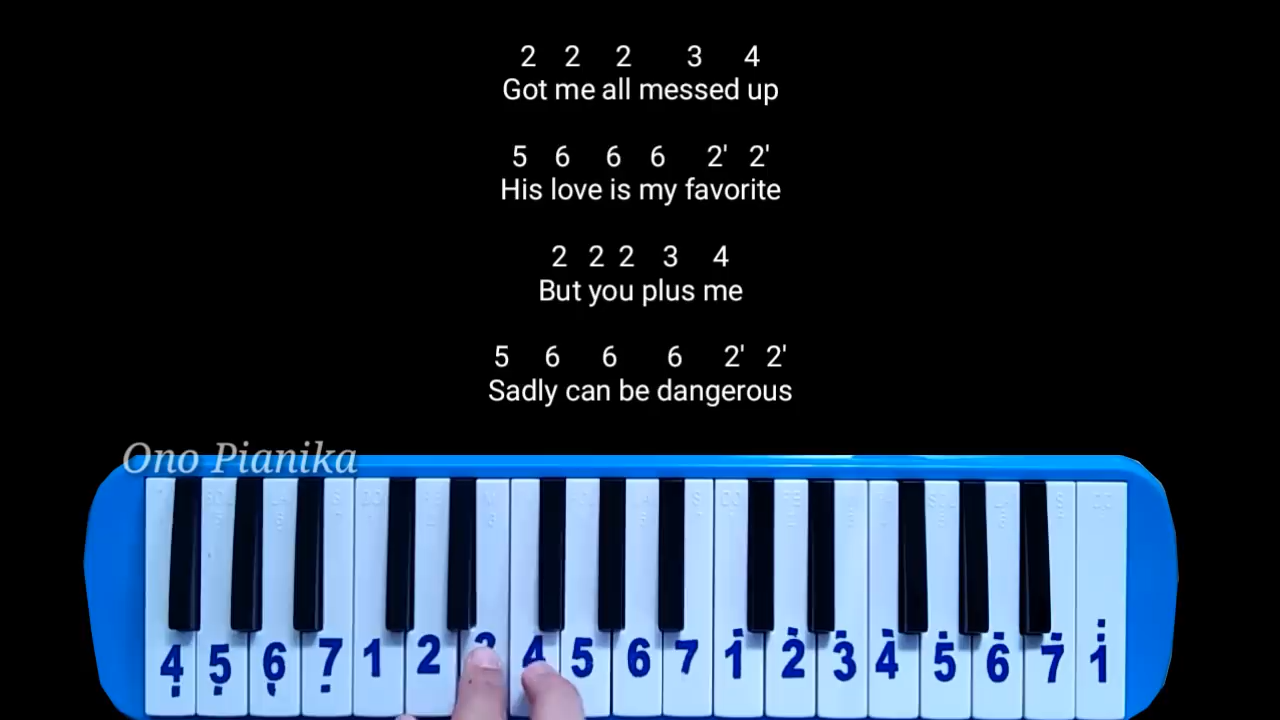 2 2 2 3 4
Got me all messed up
5 6 6 6 2' 2'
His love is my favorite
2 2 2 3 4
But you plus me
5 6 6 6 2' 2'
Sadly can be dangerous
Ono Pianika
4 5 6 7 1 2 3 4 5 6 7 1 2 3 4 5 6 7 1